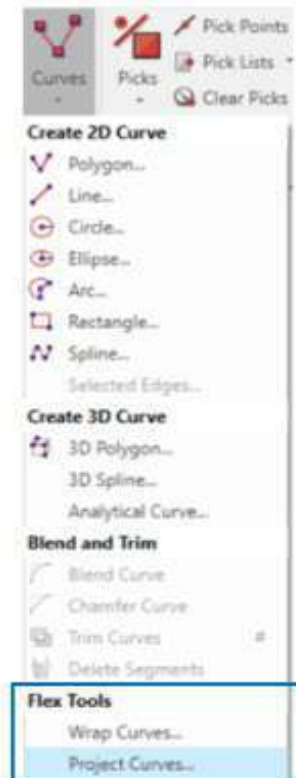 Curves
Picks
Pick Points
Pick Lists
Clear Picks
Create 2D Curve
Polygon...
Line...
Circle...
Ellipse...
Arc...
Rectangle...
Spline...
Selected Edges...
Create 3D Curve
3D Polygon...
3D Spline...
Analytical Curve...
Blend and Trim
Blend Curve
Chamfer Curve
Trim Curves #
Delete Segments
Flex Tools
Wrap Curves...
Project Curves...